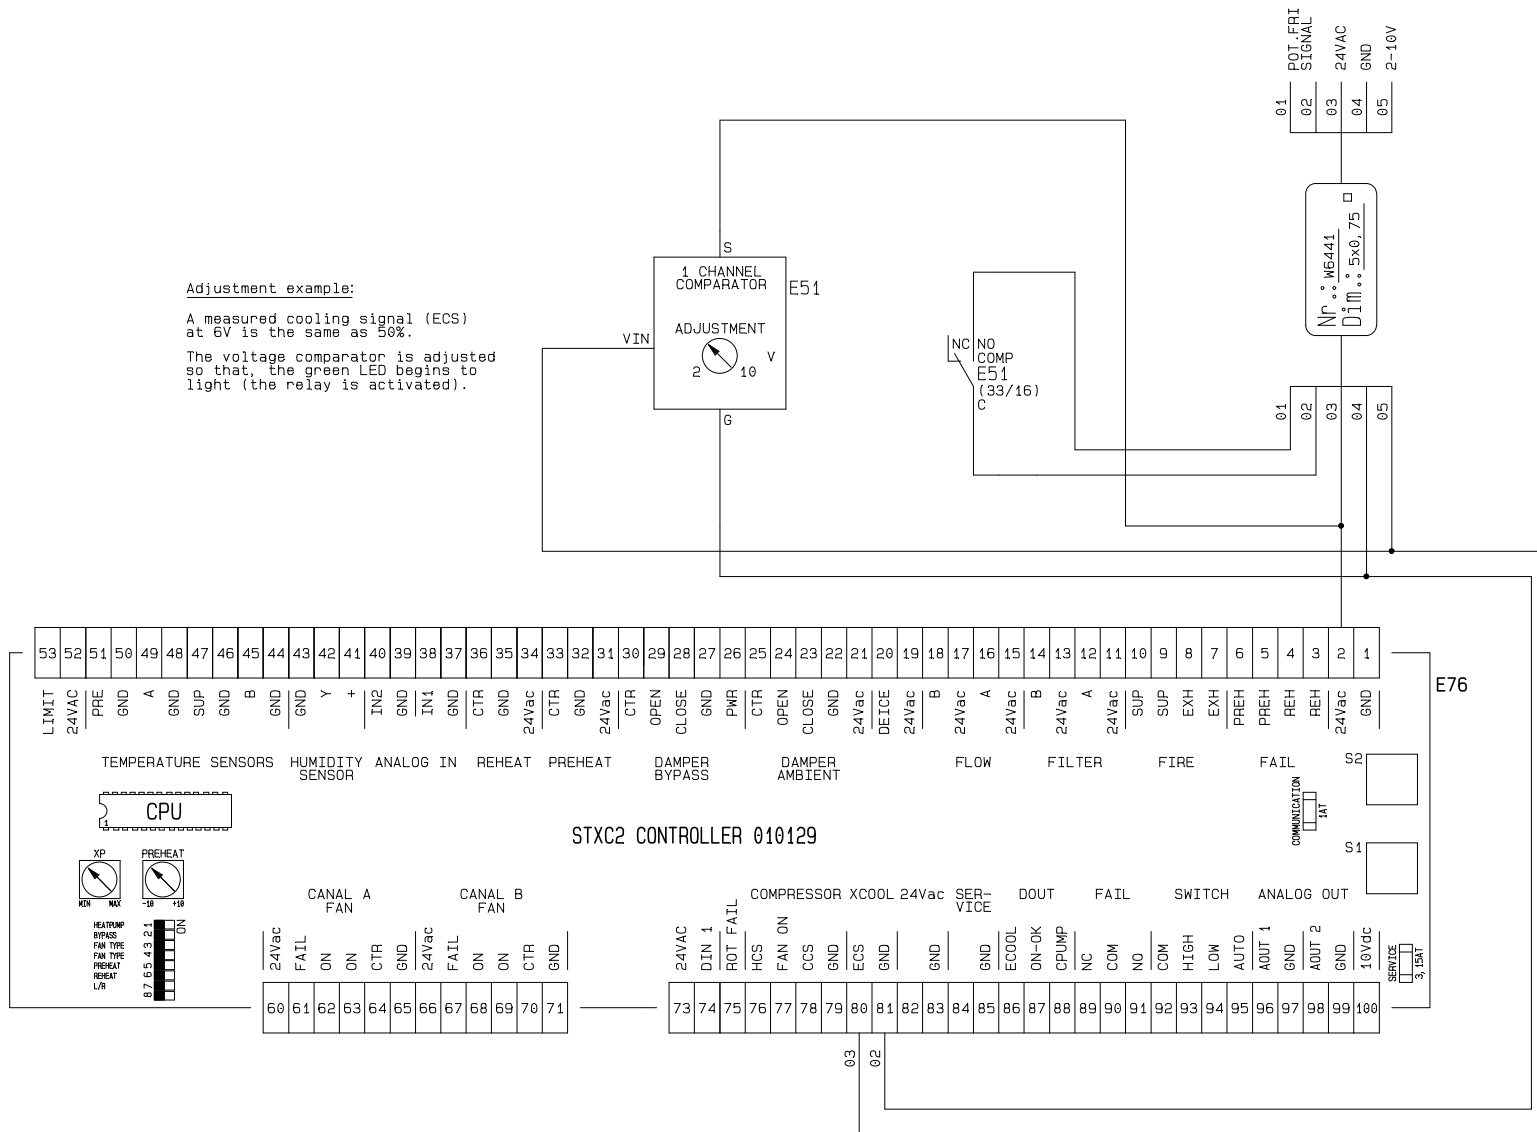 POT.FRI
SIGNAL
24VAC
GND
2-10V
01
02
03
04
05
Nr.: W6441
Dim.: 5x0,75 □
S
1 CHANNEL
COMPARATOR
E51
ADJUSTMENT
VIN
V
2
10
G
Adjustment example:
A measured cooling signal (ECS)
at 6V is the same as 50%.
The voltage comparator is adjusted
so that, the green LED begins to
light (the relay is activated).
NC NO
COMP
E51
(33/16)
C
01
02
03
04
05
53 52 51 50 49 48 47 46 45 44 43 42 41 40 39 38 37 36 35 34 33 32 31 30 29 28 27 26 25 24 23 22 21 20 19 18 17 16 15 14 13 12 11 10 9 8 7 6 5 4 3 2 1
LIMIT 24VAC PRE GND A GND SUP GND B GND GND Y + IN2 GND IN1 GND CTR GND 24Vac CTR GND 24Vac CTR OPEN CLOSE GND PWR CTR OPEN CLOSE GND 24Vac DEICE 24Vac B 24Vac A 24Vac B 24Vac A 24Vac SUP SUP EXH EXH PREH PREH REH REH 24Vac GND
E76
TEMPERATURE SENSORS
HUMIDITY
SENSOR
ANALOG IN
REHEAT
PREHEAT
DAMPER
BYPASS
DAMPER
AMBIENT
FLOW
FILTER
FIRE
FAIL
S2
CPU
1
COMMUNICATION
1AT
STXC2 CONTROLLER 010129
S1
XP
MIN MAX
PREHEAT
-10 +10
HEATPUMP
BYPASS
FAN TYPE
FAN TYPE
PREHEAT
REHEAT
L/R
8 7 6 5 4 3 2 1
ON
CANAL A
FAN
CANAL B
FAN
COMPRESSOR
XCOOL
24Vac
SER-
VICE
DOUT
FAIL
SWITCH
ANALOG OUT
24Vac FAIL ON ON CTR GND 24Vac FAIL ON ON CTR GND
24VAC DIN 1 ROT FAIL HCS FAN ON CCS GND ECS GND GND GND ECOOL ON-OK CPUMP NC COM NO COM HIGH LOW AUTO AOUT 1 GND AOUT 2 GND 10Vdc
SERVICE
3,15AT
60 61 62 63 64 65 66 67 68 69 70 71
73 74 75 76 77 78 79 80 81 82 83 84 85 86 87 88 89 90 91 92 93 94 95 96 97 98 99 100
03
02